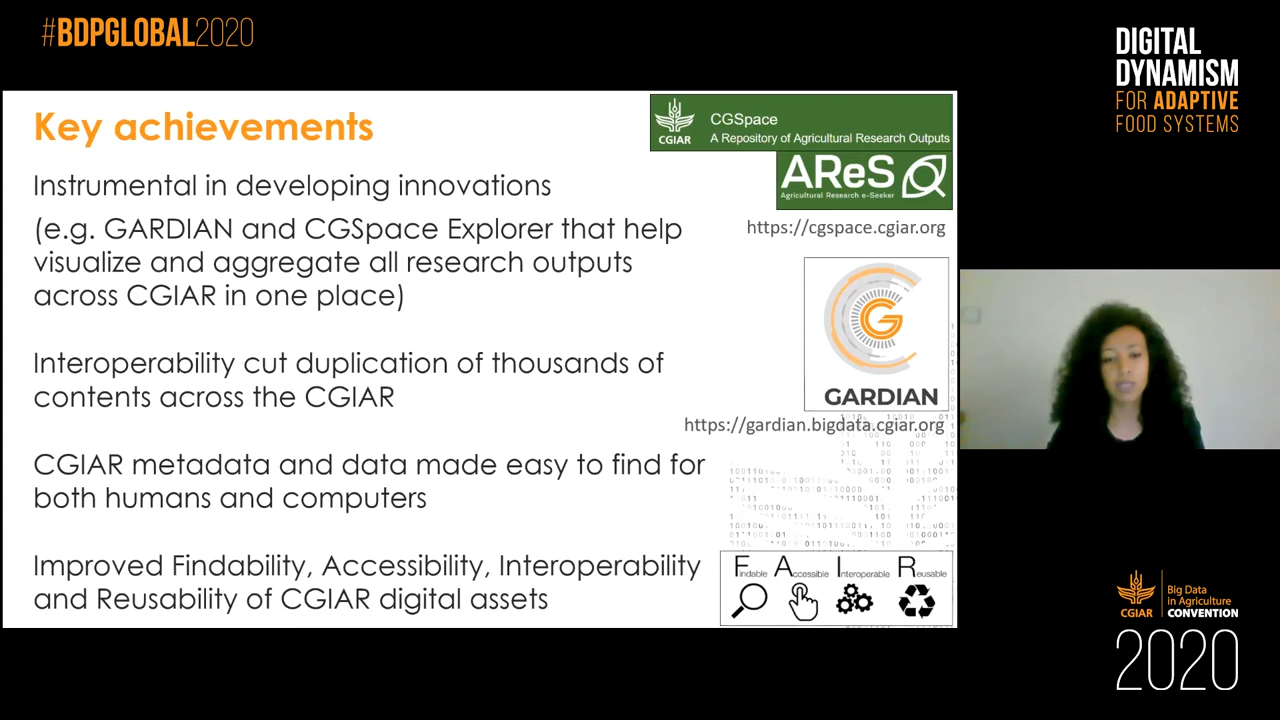 #BDPGLOBAL2020
DIGITAL
DYNAMISM
FOR ADAPTIVE
FOOD SYSTEMS
Key achievements
Instrumental in developing innovations
(e.g. GARDIAN and CGSpace Explorer that help
visualize and aggregate all research outputs
across CGIAR in one place)
Interoperability cut duplication of thousands of
contents across the CGIAR
CGIAR metadata and data made easy to find for
both humans and computers
Improved Findability, Accessibility, Interoperability
and Reusability of CGIAR digital assets
CGIAR
CGSpace
A Repository of Agricultural Research Outputs
AReS
Agricultural Research e-Seeker
https://cgspace.cgiar.org
G
GARDIAN
https://gardian.bigdata.cgiar.org
Findable Accessible Interoperable Reusable
CGIAR
Big Data
in Agriculture
CONVENTION
2020